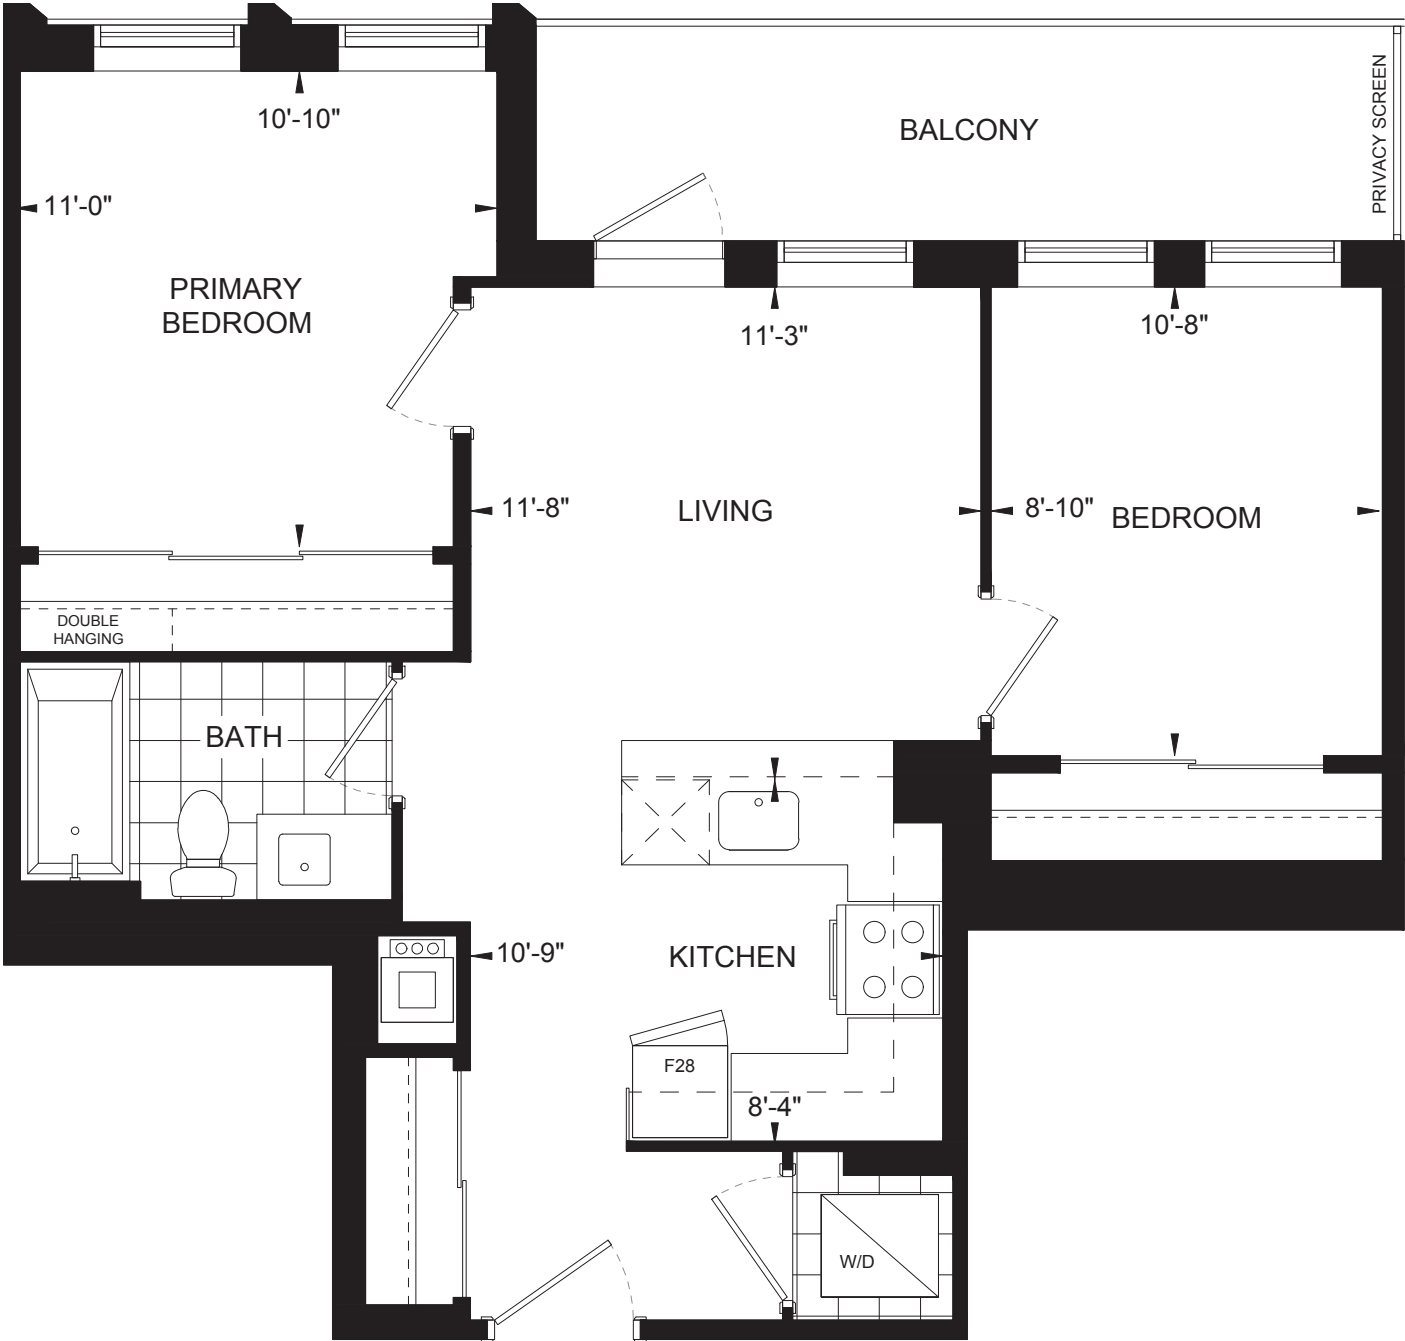 10'-10"
BALCONY
PRIVACY SCREEN
11'-0"
PRIMARY
BEDROOM
11'-3"
10'-8"
11'-8"
LIVING
8'-10"
BEDROOM
DOUBLE
HANGING
BATH
10'-9"
KITCHEN
F28
8'-4"
W/D